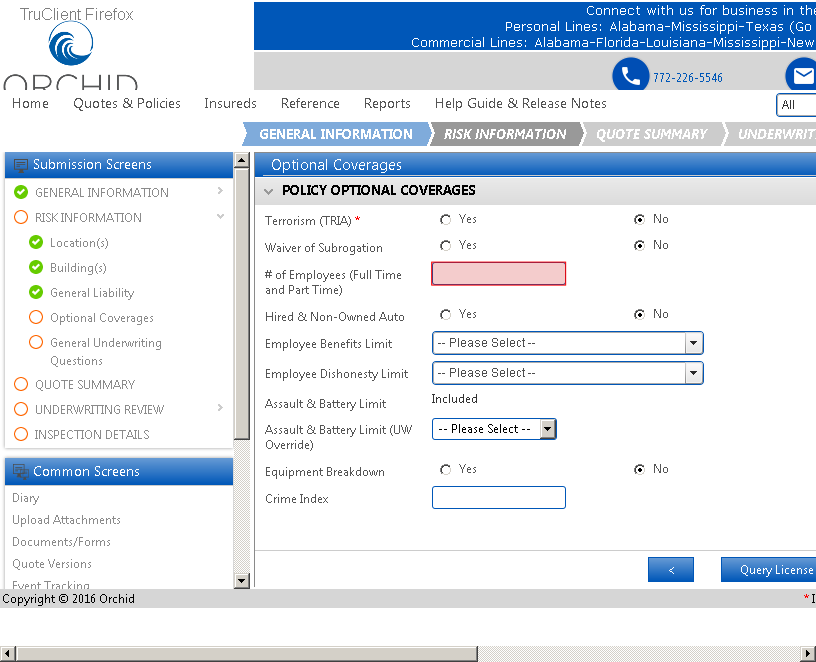 TruClient Firefox
ORCHID
Connect with us for business in the
Personal Lines: Alabama-Mississippi-Texas (Go
Commercial Lines: Alabama-Florida-Louisiana-Mississippi-New
772-226-5546
Home Quotes & Policies Insureds Reference Reports Help Guide & Release Notes All
GENERAL INFORMATION RISK INFORMATION QUOTE SUMMARY UNDERWRIT
Submission Screens
GENERAL INFORMATION
RISK INFORMATION
Location(s)
Building(s)
General Liability
Optional Coverages
General Underwriting
Questions
QUOTE SUMMARY
UNDERWRITING REVIEW
INSPECTION DETAILS
Common Screens
Diary
Upload Attachments
Documents/Forms
Quote Versions
Event Tracking
Optional Coverages
POLICY OPTIONAL COVERAGES
Terrorism (TRIA) * Yes No
Waiver of Subrogation Yes No
# of Employees (Full Time
and Part Time)
Hired & Non-Owned Auto Yes No
Employee Benefits Limit -- Please Select --
Employee Dishonesty Limit -- Please Select --
Assault & Battery Limit Included
Assault & Battery Limit (UW
Override) -- Please Select --
Equipment Breakdown Yes No
Crime Index
< Query License
Copyright © 2016 Orchid * I